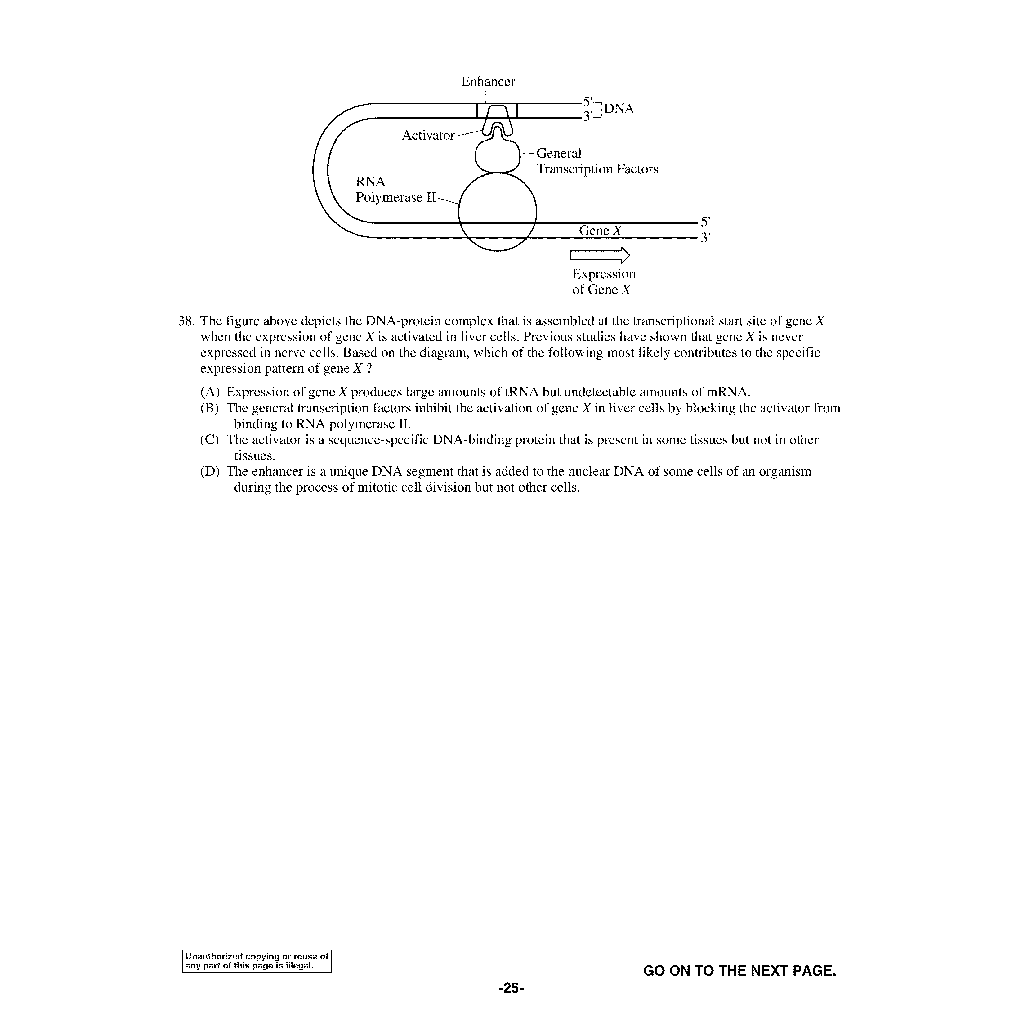 Enhancer
5'
DNA
3'
Activator
General
Transcription Factors
RNA
Polymerase II
5'
Gene X
3'
Expression
of Gene X
38. The figure above depicts the DNA-protein complex that is assembled at the transcriptional start site of gene X
when the expression of gene X is activated in liver cells. Previous studies have shown that gene X is never
expressed in nerve cells. Based on the diagram, which of the following most likely contributes to the specific
expression pattern of gene X ?
(A) Expression of gene X produces large amounts of tRNA but undetectable amounts of mRNA.
(B) The general transcription factors inhibit the activation of gene X in liver cells by blocking the activator from
binding to RNA polymerase II.
(C) The activator is a sequence-specific DNA-binding protein that is present in some tissues but not in other
tissues.
(D) The enhancer is a unique DNA segment that is added to the nuclear DNA of some cells of an organism
during the process of mitotic cell division but not other cells.
Unauthorized copying or reuse of
any part of this page is illegal.
GO ON TO THE NEXT PAGE.
-25-